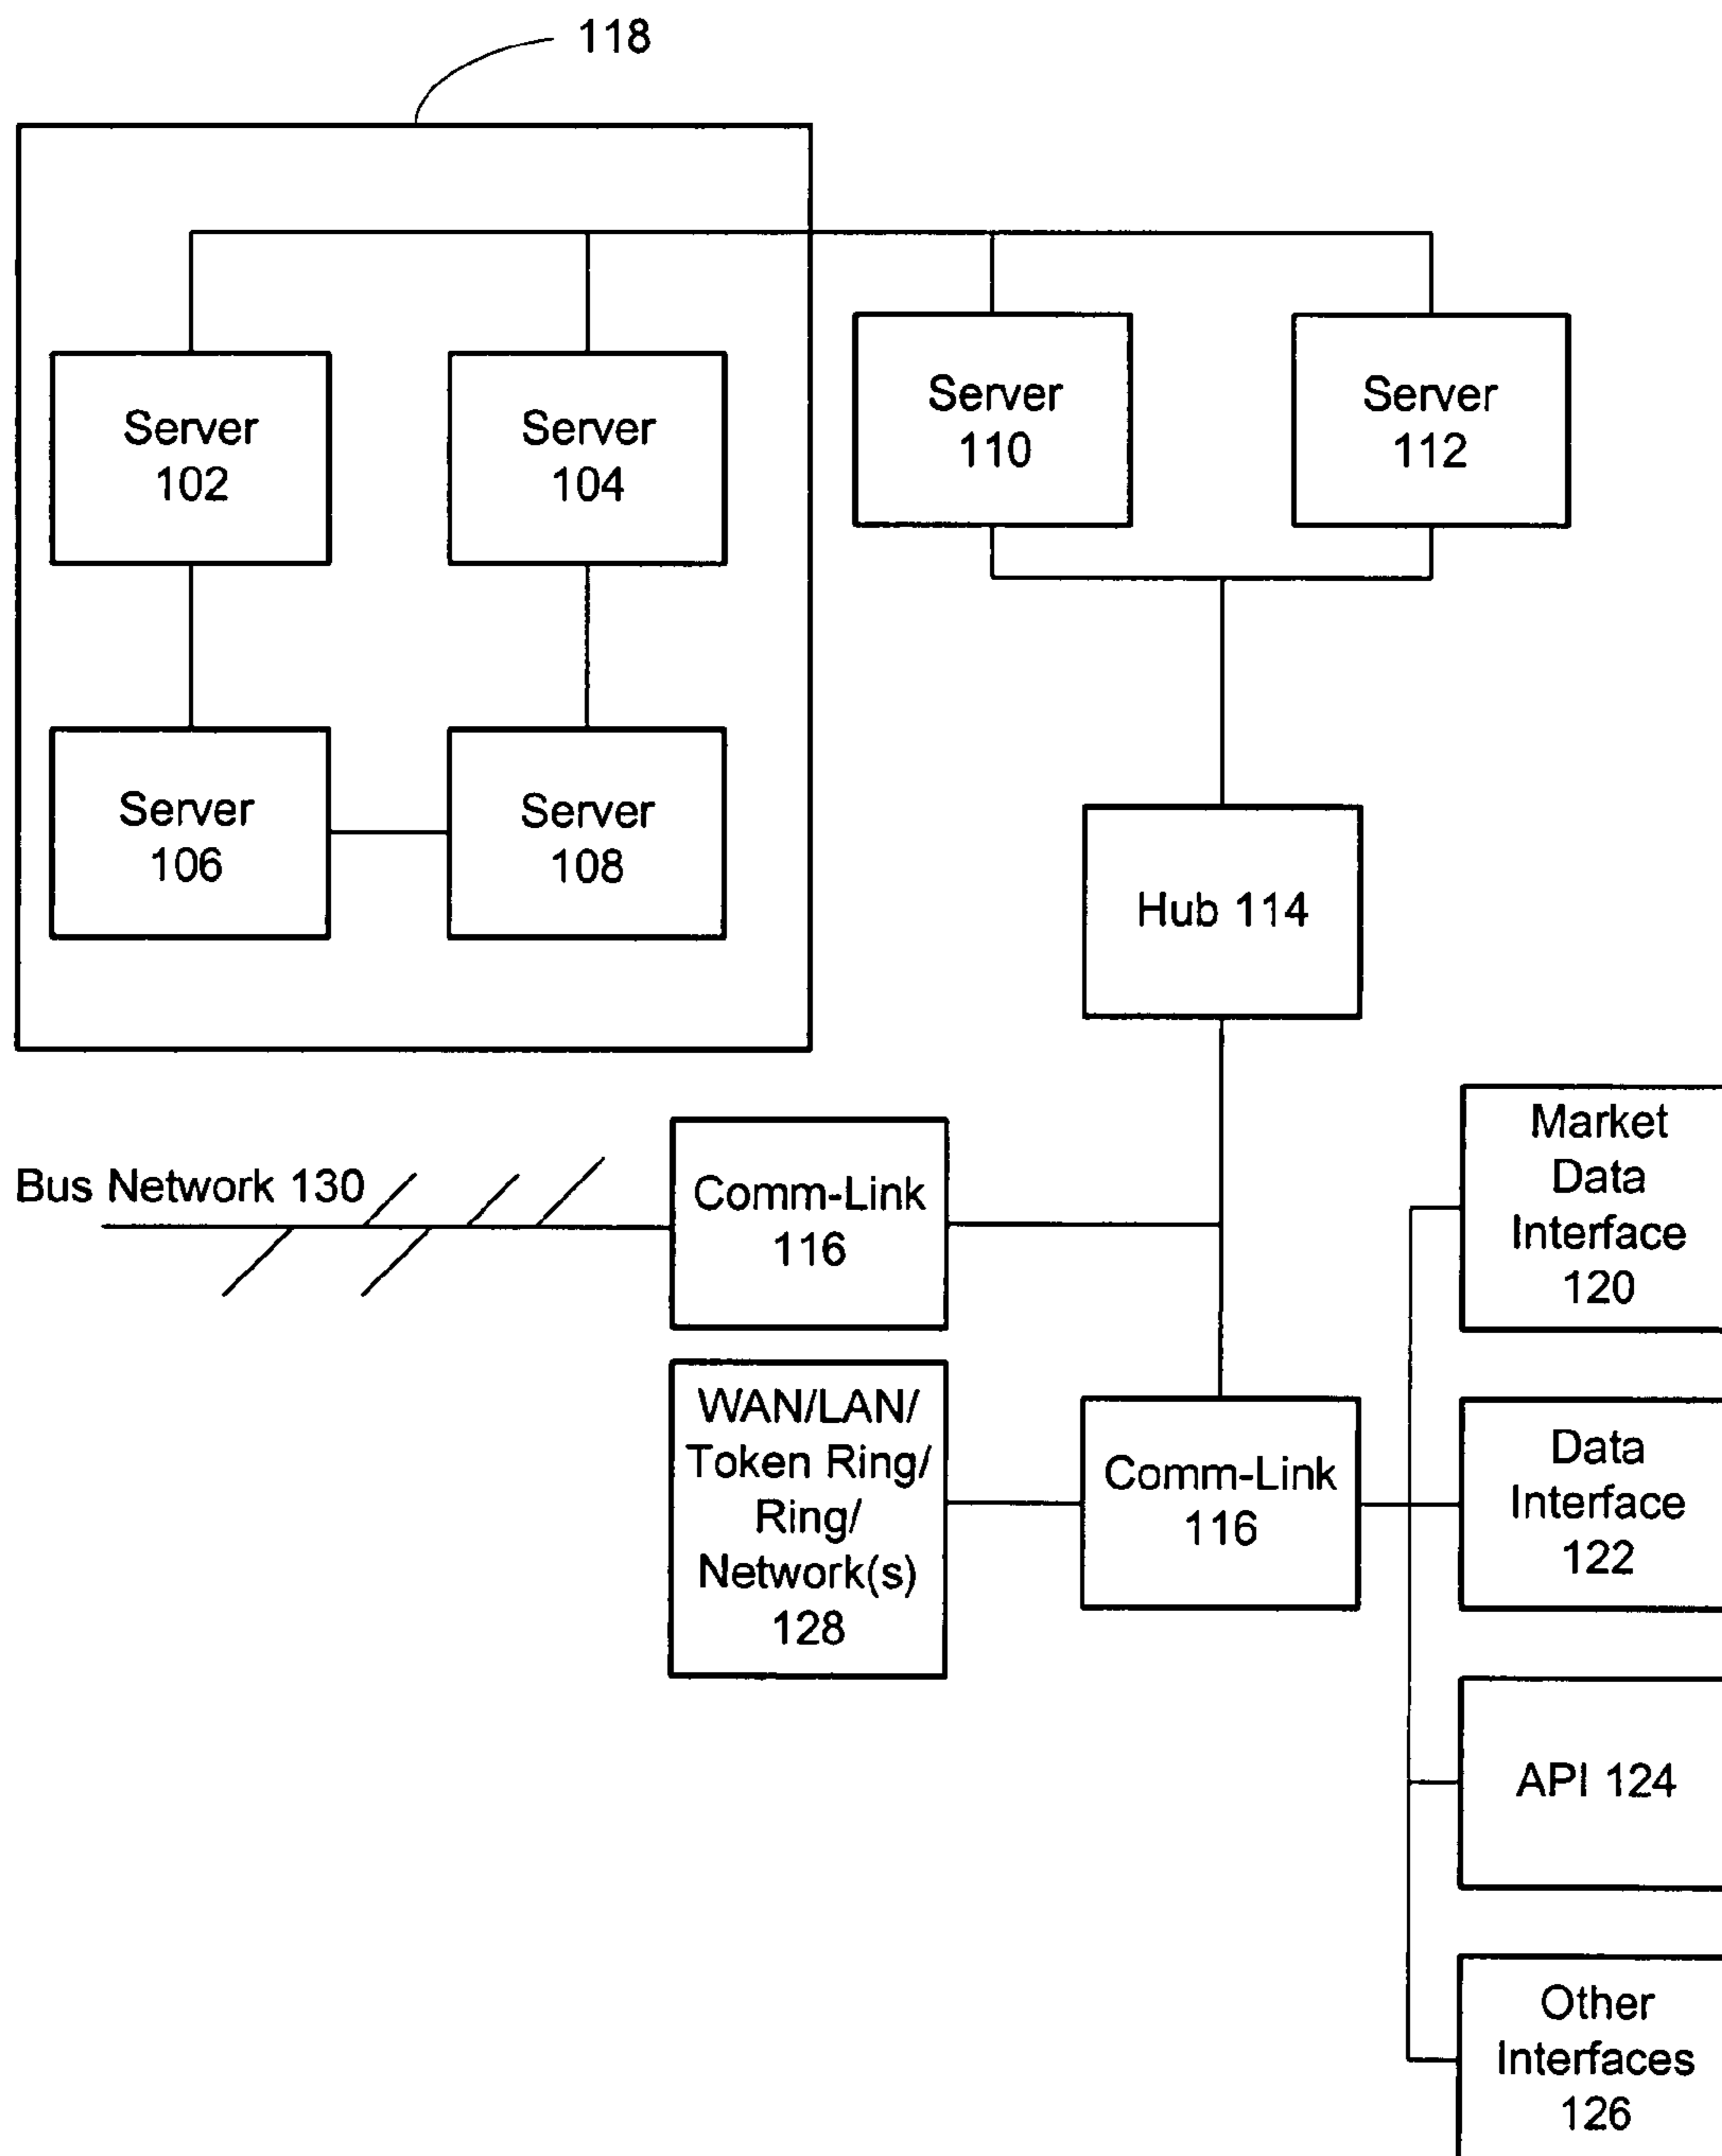 118
Server
102
Server
104
Server
110
Server
112
Server
106
Server
108
Hub 114
Bus Network 130
Comm-Link
116
Market
Data
Interface
120
WAN/LAN/
Token Ring/
Ring/
Network(s)
128
Comm-Link
116
Data
Interface
122
API 124
Other
Interfaces
126